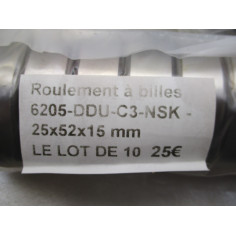 Roulement à billes
6205-DDU-C3-NSK -
25x52x15 mm
LE LOT DE 10 25€